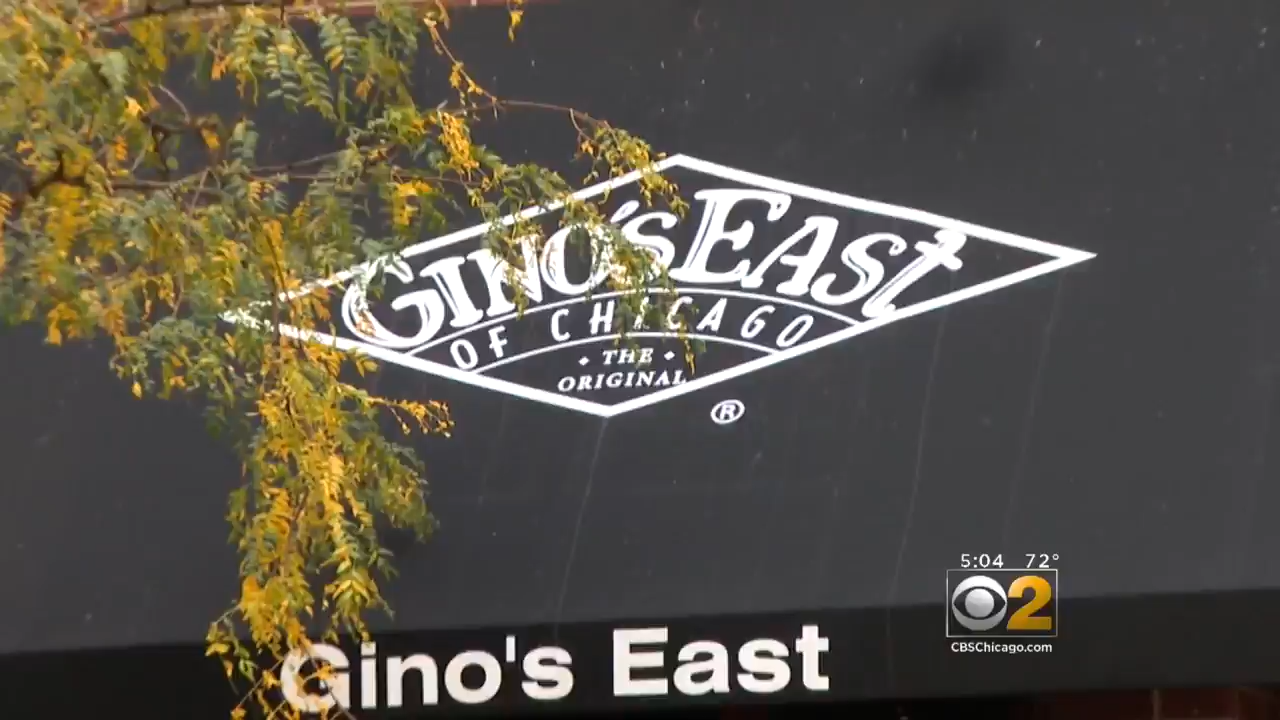 GINO'S EAST
OF CHICAGO
• THE •
ORIGINAL
®
Gino's East
5:04 72°
2
CBSChicago.com